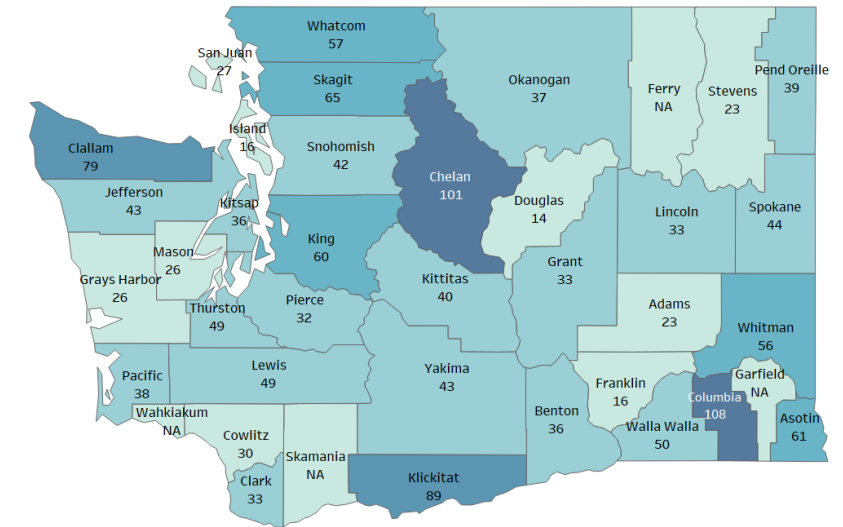 Whatcom
57
San Juan
27
Skagit
65
Okanogan
37
Ferry
NA
Stevens
23
Pend Oreille
39
Island
16
Clallam
79
Snohomish
42
Chelan
101
Jefferson
43
Kitsap
36
Douglas
14
Lincoln
33
Spokane
44
King
60
Mason
26
Grays Harbor
26
Grant
33
Kittitas
40
Pierce
32
Thurston
49
Adams
23
Whitman
56
Lewis
49
Pacific
38
Yakima
43
Franklin
16
Garfield
NA
Columbia
108
Wahkiakum
NA
Benton
36
Walla Walla
50
Asotin
61
Cowlitz
30
Skamania
NA
Clark
33
Klickitat
89